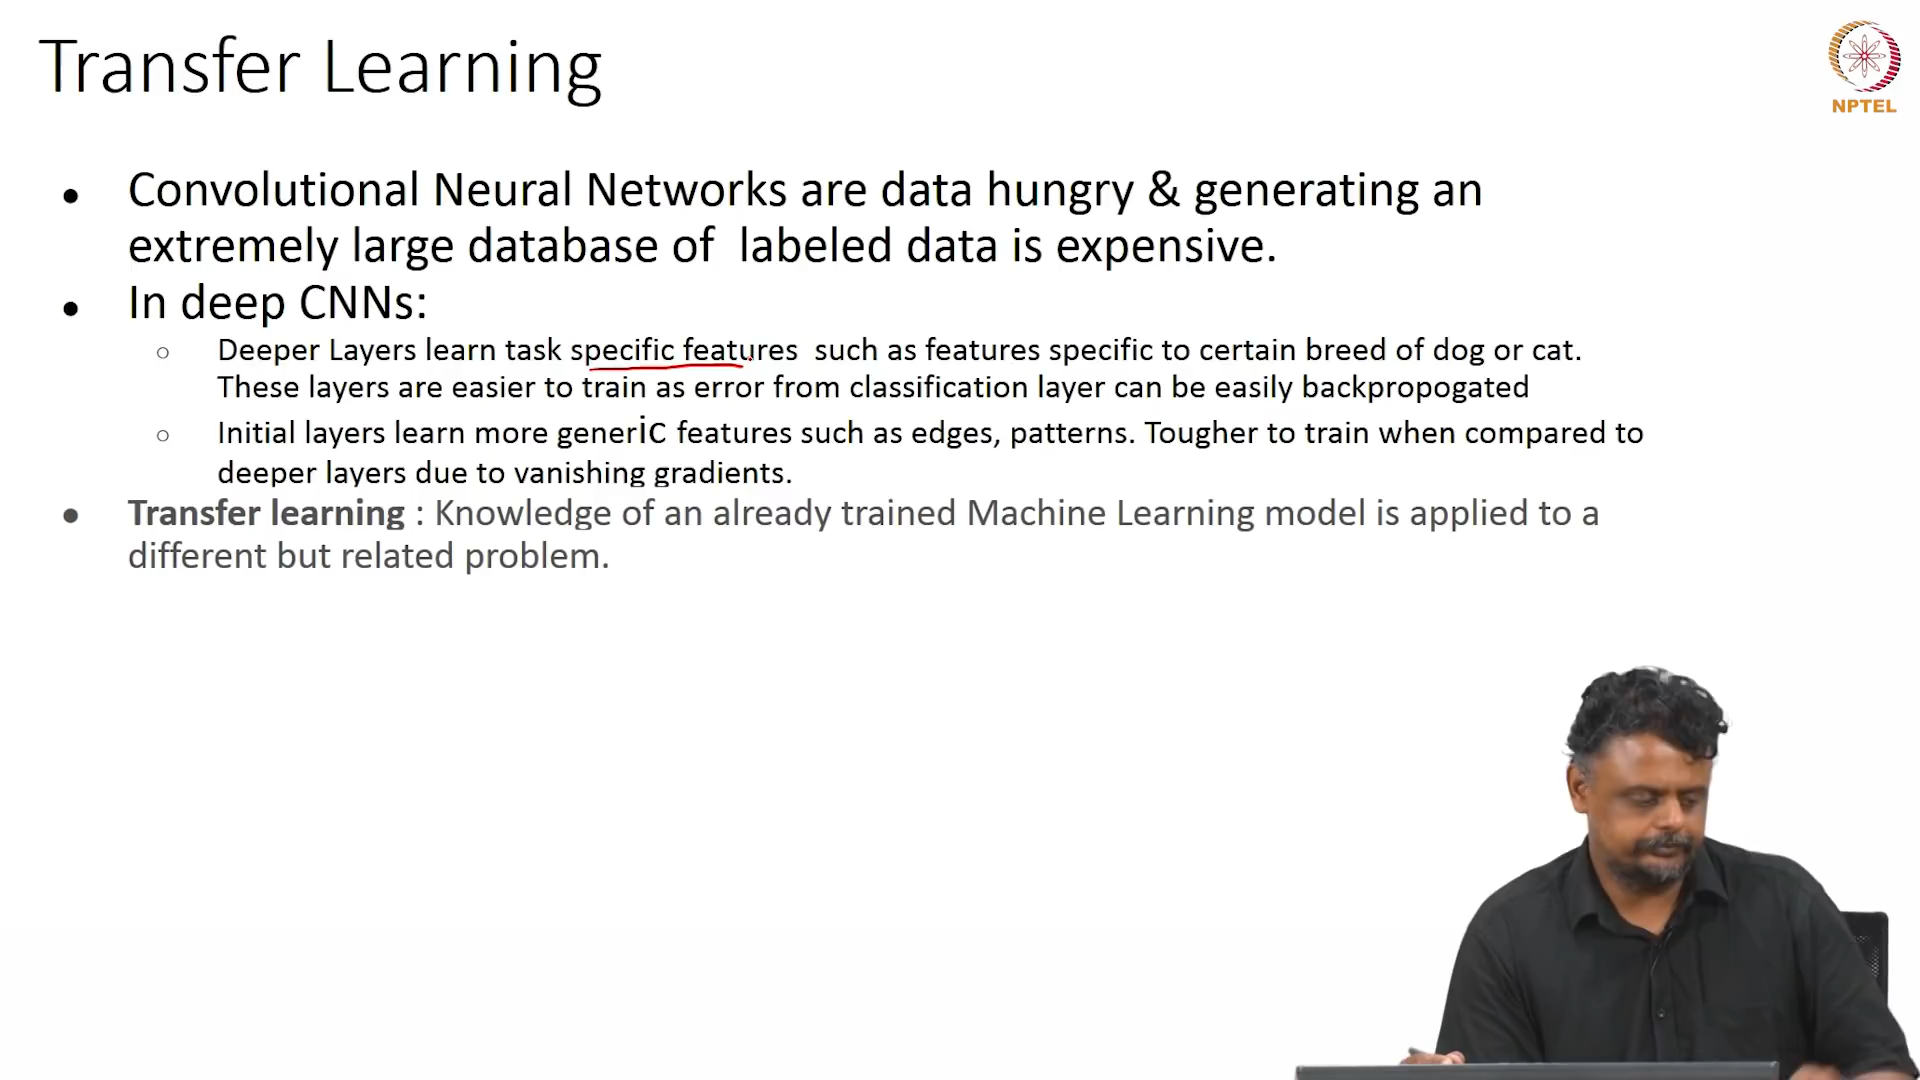 Transfer Learning
NPTEL
● Convolutional Neural Networks are data hungry & generating an
extremely large database of labeled data is expensive.
● In deep CNNs:
○ Deeper Layers learn task specific features such as features specific to certain breed of dog or cat.
These layers are easier to train as error from classification layer can be easily backpropogated
○ Initial layers learn more generic features such as edges, patterns. Tougher to train when compared to
deeper layers due to vanishing gradients.
● Transfer learning : Knowledge of an already trained Machine Learning model is applied to a
different but related problem.